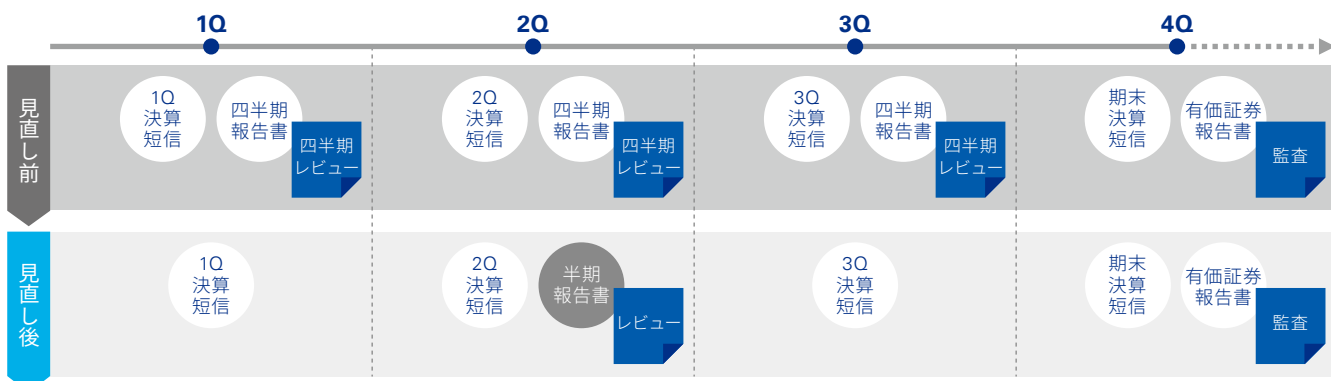 1Q
2Q
3Q
4Q
見直し前
1Q
決算
短信
四半期
報告書
四半期
レビュー
2Q
決算
短信
四半期
報告書
四半期
レビュー
3Q
決算
短信
四半期
報告書
四半期
レビュー
期末
決算
短信
有価証券
報告書
監査
見直し後
1Q
決算
短信
2Q
決算
短信
半期
報告書
レビュー
3Q
決算
短信
期末
決算
短信
有価証券
報告書
監査